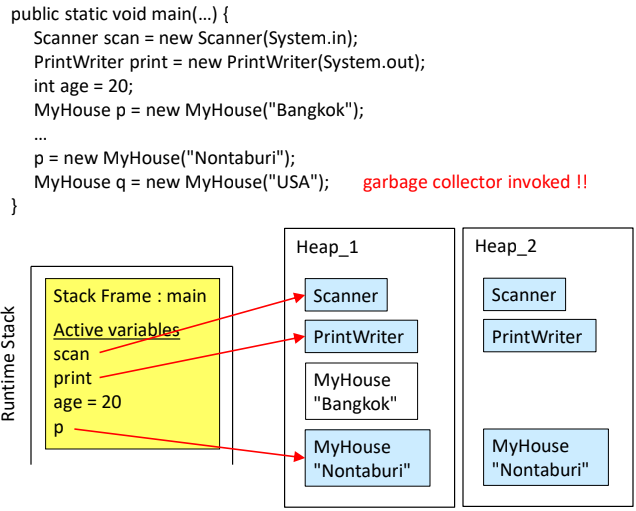 public static void main(…) {
Scanner scan = new Scanner(System.in);
PrintWriter print = new PrintWriter(System.out);
int age = 20;
MyHouse p = new MyHouse("Bangkok");
…
p = new MyHouse("Nontaburi");
MyHouse q = new MyHouse("USA"); garbage collector invoked !!
}
Runtime Stack
Stack Frame : main
Active variables
scan
print
age = 20
p
Heap_1
Scanner
PrintWriter
MyHouse
"Bangkok"
MyHouse
"Nontaburi"
Heap_2
Scanner
PrintWriter
MyHouse
"Nontaburi"